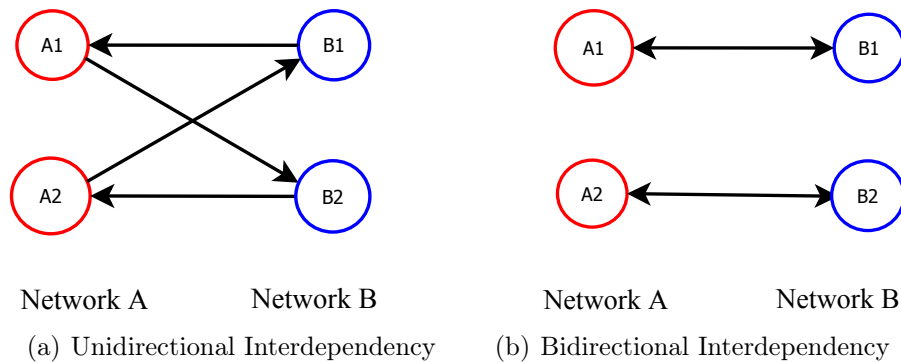 A1 B1 A1 B1
A2 B2 A2 B2
Network A Network B Network A Network B
(a) Unidirectional Interdependency (b) Bidirectional Interdependency